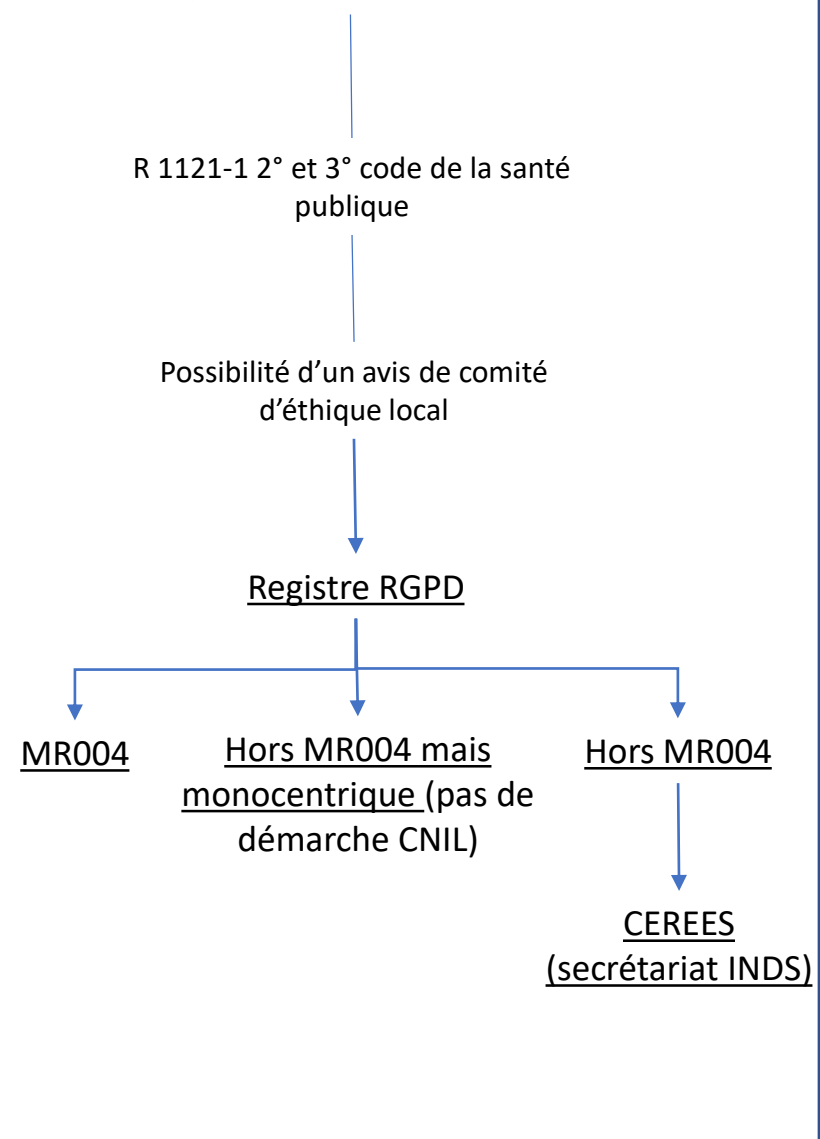 R 1121-1 2° et 3° code de la santé
publique
Possibilité d’un avis de comité
d’éthique local
Registre RGPD
MR004
Hors MR004 mais
monocentrique (pas de
démarche CNIL)
Hors MR004
CEREES
(secrétariat INDS)